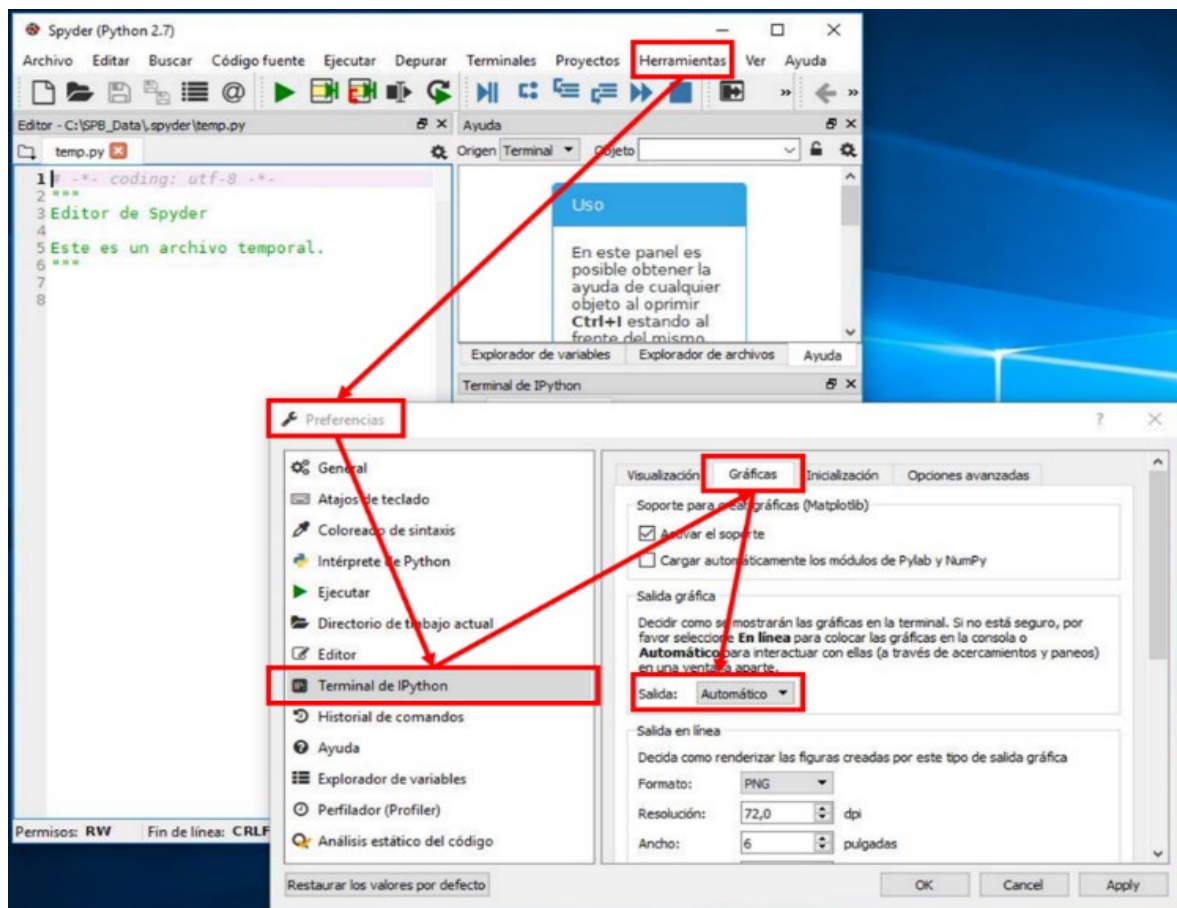 Spyder (Python 2.7)
Archivo Editar Buscar Código fuente Ejecutar Depurar Terminales Proyectos Herramientas Ver Ayuda
Editor - C:\SPB_Data\.spyder\temp.py
temp.py
1 # -*- coding: utf-8 -*-
2 """
3 Editor de Spyder
4
5 Este es un archivo temporal.
6 """
7
8
Permisos: RW Fin de línea: CRLF
Ayuda
Origen Terminal Objeto
Uso
En este panel es
posible obtener la
ayuda de cualquier
objeto al oprimir
Ctrl+I estando al
frente del mismo
Explorador de variables Explorador de archivos Ayuda
Terminal de IPython
Preferencias
General
Atajos de teclado
Coloreado de sintaxis
Intérprete de Python
Ejecutar
Directorio de trabajo actual
Editor
Terminal de IPython
Historial de comandos
Ayuda
Explorador de variables
Perfilador (Profiler)
Análisis estático del código
Visualización Gráficas Inicialización Opciones avanzadas
Soporte para crear gráficas (Matplotlib)
Activar el soporte
Cargar automáticamente los módulos de Pylab y NumPy
Salida gráfica
Decidir como se mostrarán las gráficas en la terminal. Si no está seguro, por
favor seleccione En línea para colocar las gráficas en la consola o
Automático para interactuar con ellas (a través de acercamientos y paneos)
en una ventana aparte.
Salida: Automático
Salida en línea
Decida como renderizar las figuras creadas por este tipo de salida gráfica
Formato: PNG
Resolución: 72,0 dpi
Ancho: 6 pulgadas
Restaurar los valores por defecto OK Cancel Apply